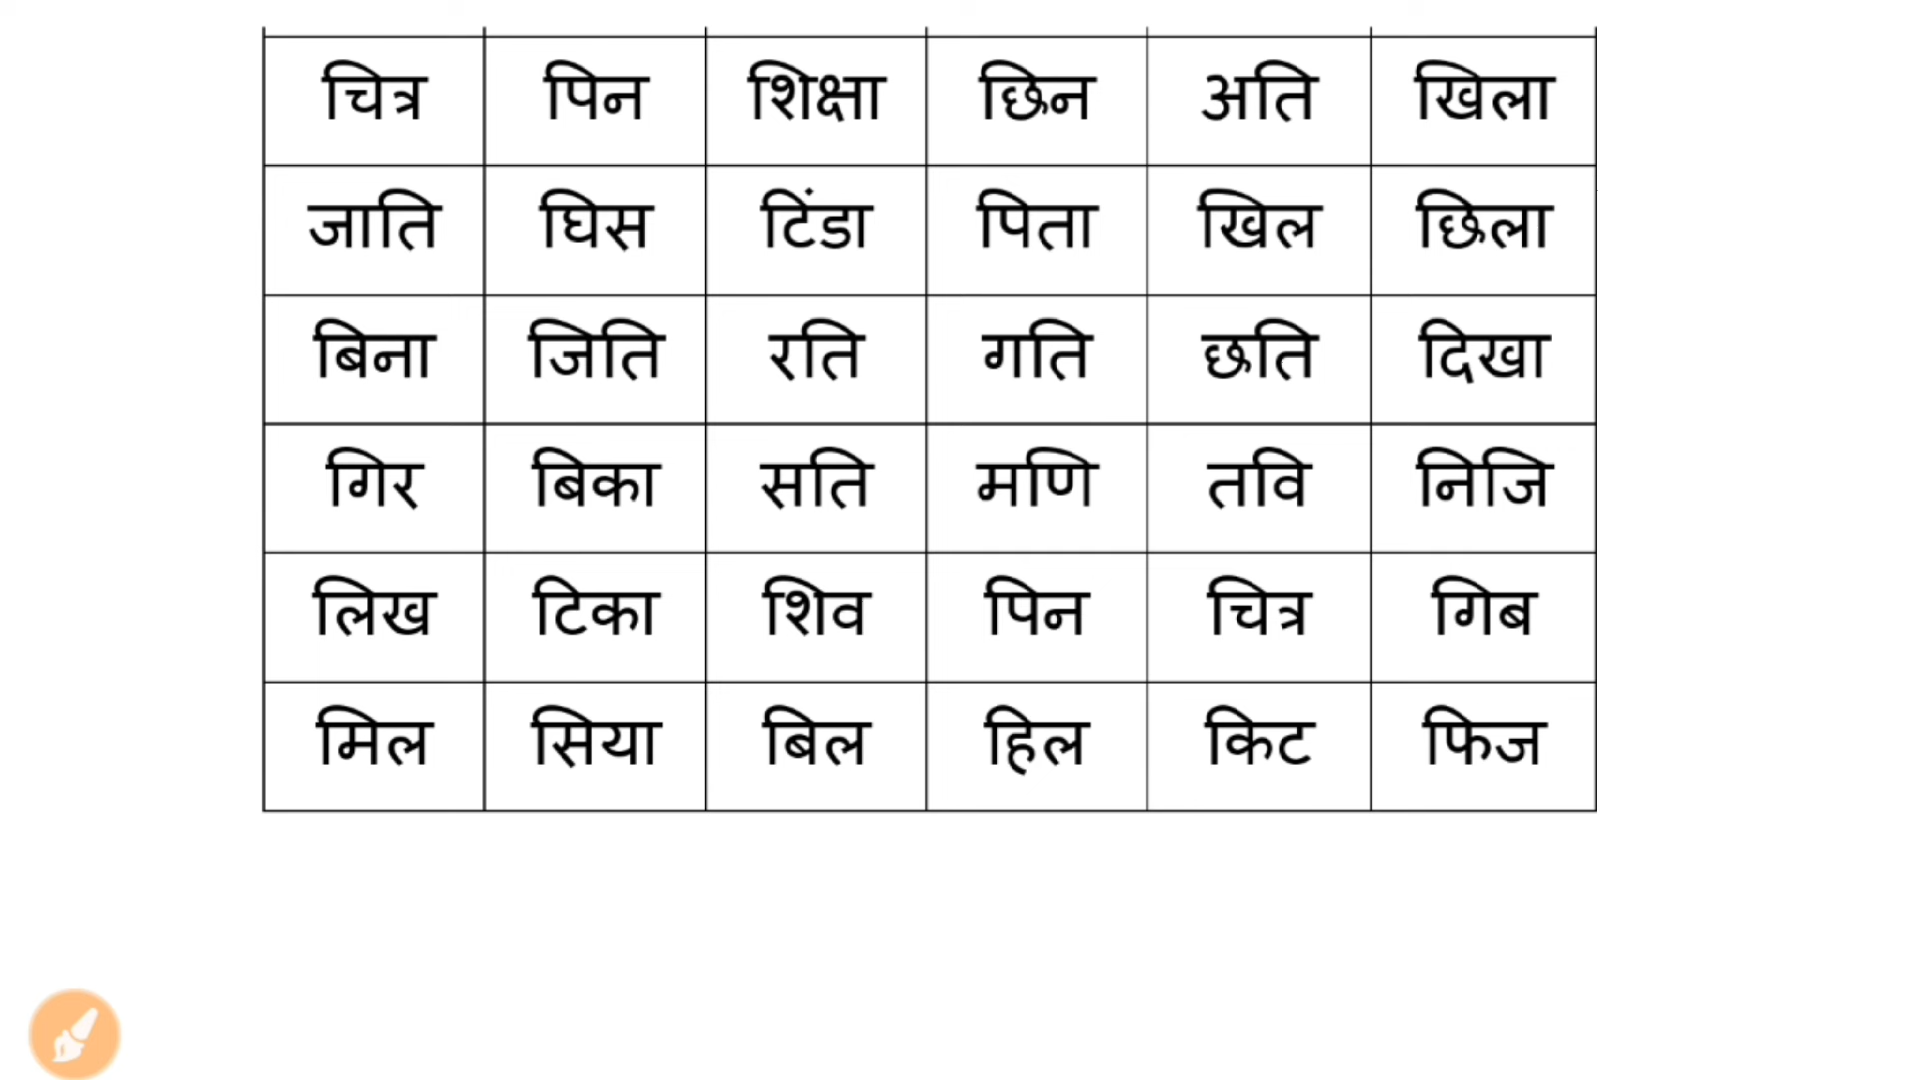 चित्र पिन शिक्षा छिन अति खिला
जाति घिस टिंडा पिता खिल छिला
बिना जिति रति गति छति दिखा
गिर बिका सति मणि तवि निजि
लिख टिका शिव पिन चित्र गिब
मिल सिया बिल हिल किट फिज